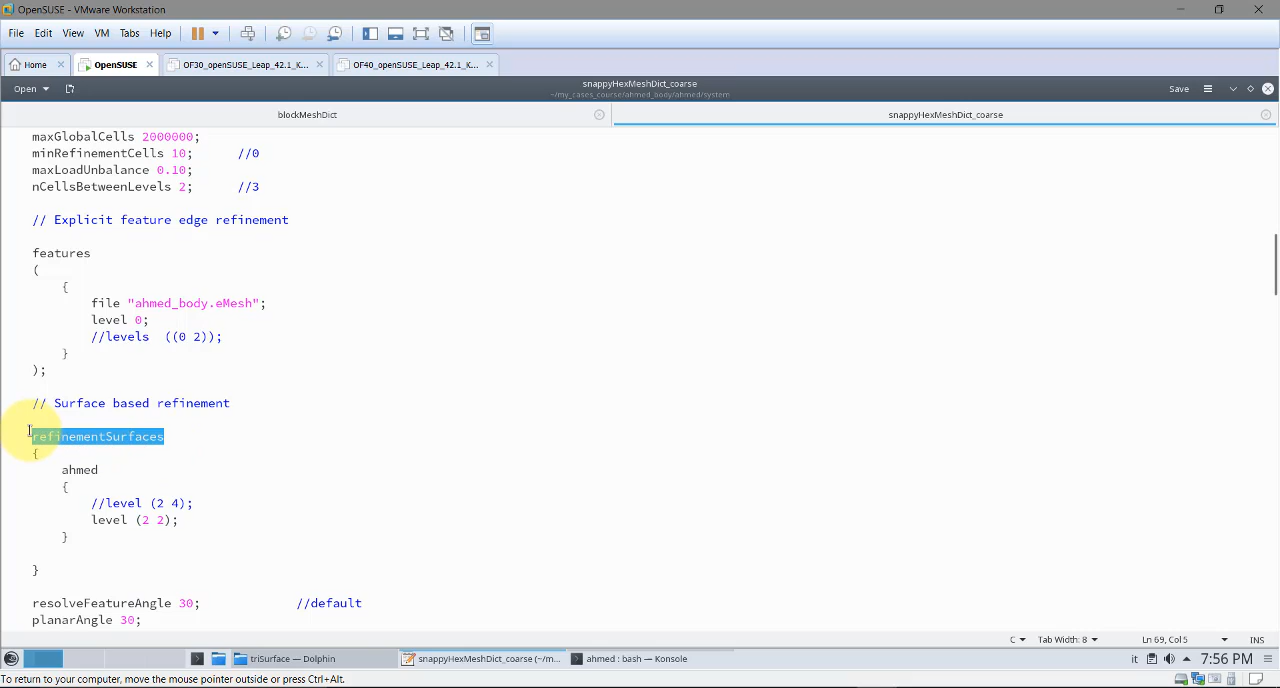 OpenSUSE - VMware Workstation
File Edit View VM Tabs Help
Home OpenSUSE OF30_openSUSE_Leap_42.1_K... OF40_openSUSE_Leap_42.1_K...
Open snappyHexMeshDict_coarse Save
~/my_cases_course/ahmed_body/ahmed/system
blockMeshDict snappyHexMeshDict_coarse
maxGlobalCells 2000000;
minRefinementCells 10; //0
maxLoadUnbalance 0.10;
nCellsBetweenLevels 2; //3
// Explicit feature edge refinement
features
(
{
file "ahmed_body.eMesh";
level 0;
//levels ((0 2));
}
);
// Surface based refinement
refinementSurfaces
{
ahmed
{
//level (2 4);
level (2 2);
}
}
resolveFeatureAngle 30; //default
planarAngle 30;
C Tab Width: 8 Ln 69, Col 5 INS
triSurface — Dolphin snappyHexMeshDict_coarse (~/m... ahmed : bash — Konsole it 7:56 PM
To return to your computer, move the mouse pointer outside or press Ctrl+Alt.